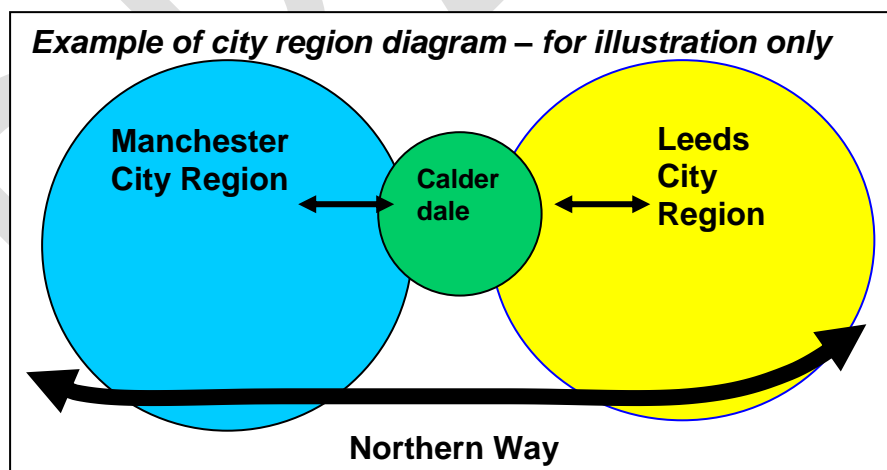 Example of city region diagram – for illustration only
Manchester
City Region
Calder
dale
Leeds
City
Region
Northern Way